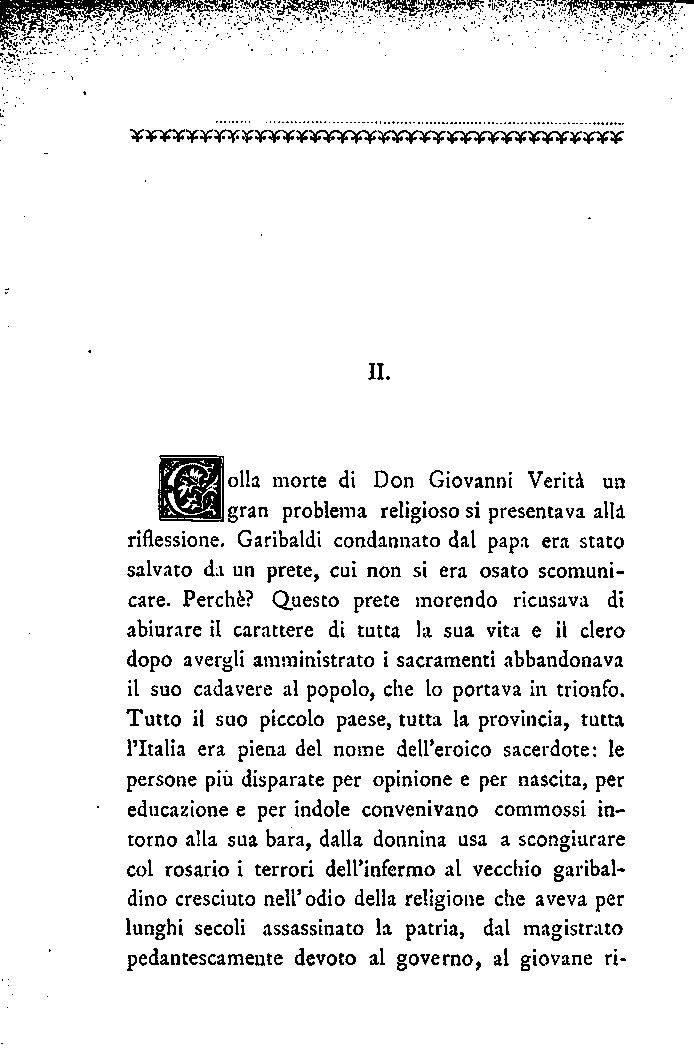 II.
Colla morte di Don Giovanni Verità un
gran problema religioso si presentava alla
riflessione. Garibaldi condannato dal papa era stato
salvato da un prete, cui non si era osato scomuni-
care. Perchè? Questo prete morendo ricusava di
abiurare il carattere di tutta la sua vita e il clero
dopo avergli amministrato i sacramenti abbandonava
il suo cadavere al popolo, che lo portava in trionfo.
Tutto il suo piccolo paese, tutta la provincia, tutta
l'Italia era piena del nome dell'eroico sacerdote: le
persone più disparate per opinione e per nascita, per
educazione e per indole convenivano commossi in-
torno alla sua bara, dalla donnina usa a scongiurare
col rosario i terrori dell'infermo al vecchio garibal-
dino cresciuto nell'odio della religione che aveva per
lunghi secoli assassinato la patria, dal magistrato
pedantescamente devoto al governo, al giovane ri-